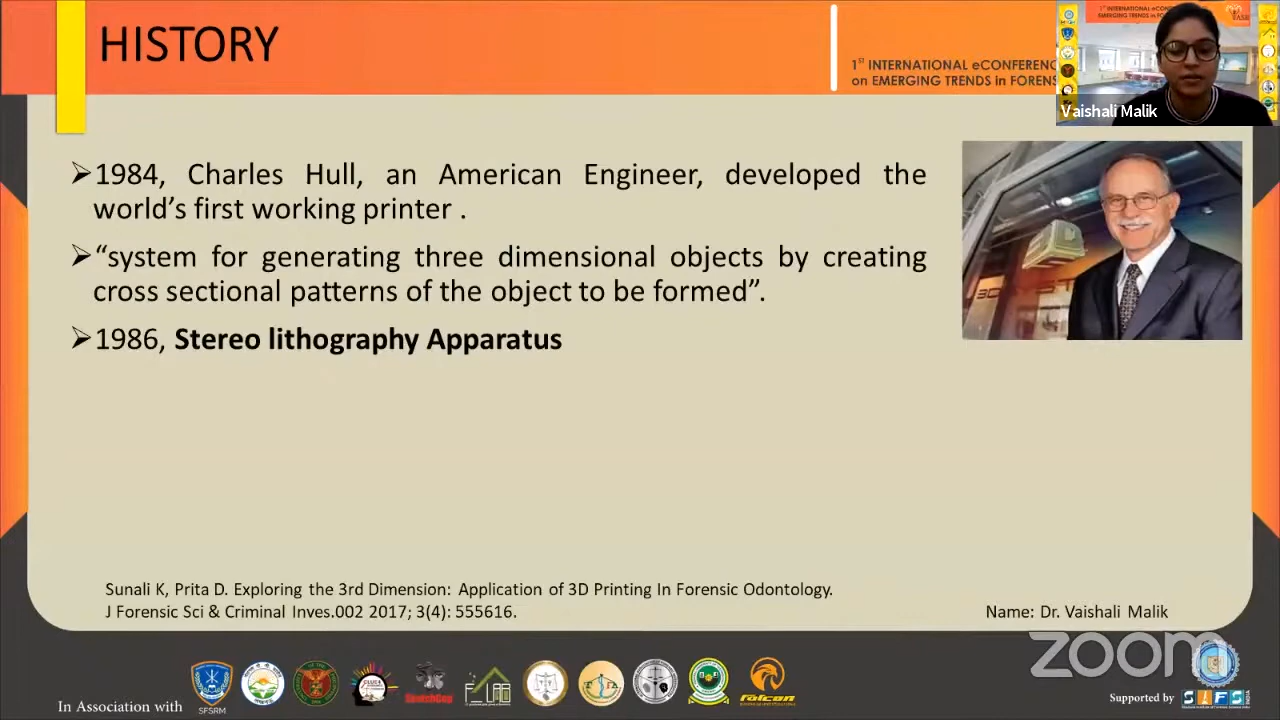 HISTORY
1ST INTERNATIONAL eCONFERENC
on EMERGING TRENDS in FORENS
Vaishali Malik
➢1984, Charles Hull, an American Engineer, developed the
world’s first working printer .
➢“system for generating three dimensional objects by creating
cross sectional patterns of the object to be formed”.
➢1986, Stereo lithography Apparatus
Sunali K, Prita D. Exploring the 3rd Dimension: Application of 3D Printing In Forensic Odontology.
J Forensic Sci & Criminal Inves.002 2017; 3(4): 555616.
Name: Dr. Vaishali Malik
zoom
In Association with
SFSRM
SketchCop
falcon
Supported by
SIFS